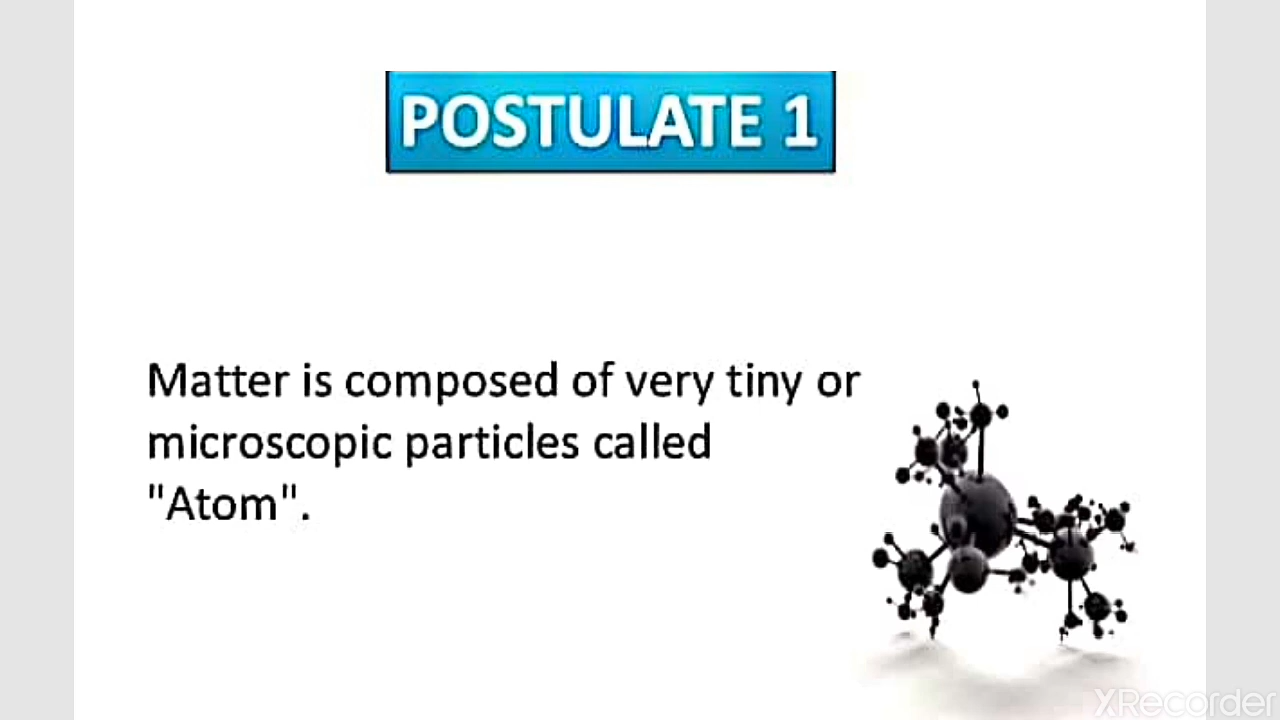 POSTULATE 1
Matter is composed of very tiny or
microscopic particles called
"Atom".
XRecorder